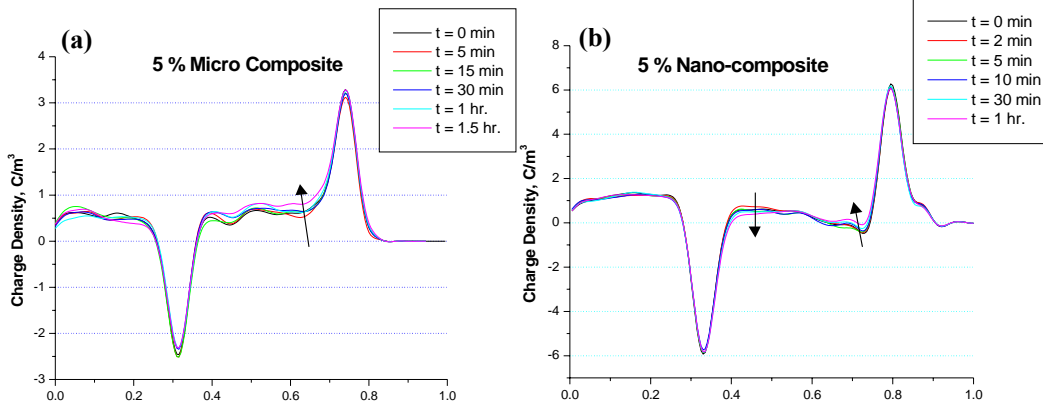 (a)
5 % Micro Composite
t = 0 min
t = 5 min
t = 15 min
t = 30 min
t = 1 hr.
t = 1.5 hr.
Charge Density, C/m³
4
3
2
1
0
-1
-2
-3
0.0 0.2 0.4 0.6 0.8 1.0
(b)
5 % Nano-composite
t = 0 min
t = 2 min
t = 5 min
t = 10 min
t = 30 min
t = 1 hr.
Charge Density, C/m³
8
6
4
2
0
-2
-4
-6
0.0 0.2 0.4 0.6 0.8 1.0